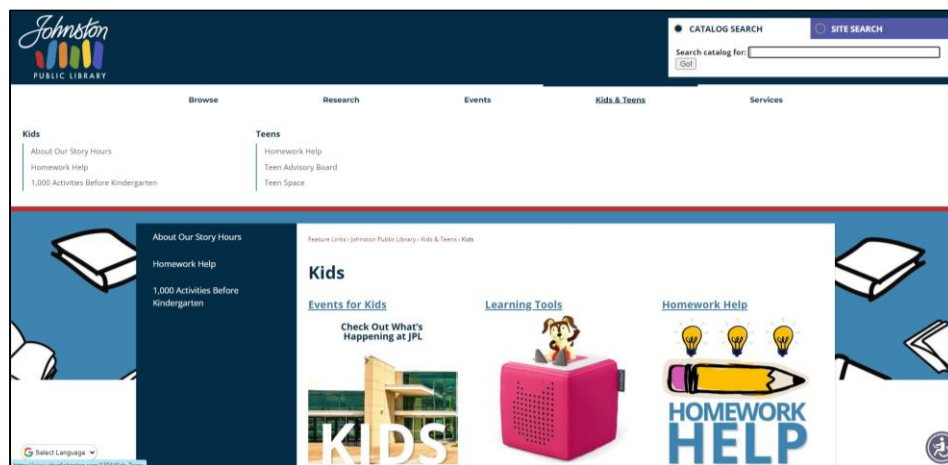 Johnston
PUBLIC LIBRARY
CATALOG SEARCH
SITE SEARCH
Search catalog for:
Go!
Browse Research Events Kids & Teens Services
Kids
About Our Story Hours
Homework Help
1,000 Activities Before Kindergarten
Teens
Homework Help
Teen Advisory Board
Teen Space
About Our Story Hours
Homework Help
1,000 Activities Before
Kindergarten
Feature Links › Johnston Public Library › Kids & Teens › Kids
Kids
Events for Kids
Check Out What's
Happening at JPL
KIDS
Learning Tools
Homework Help
HOMEWORK
HELP
G Select Language